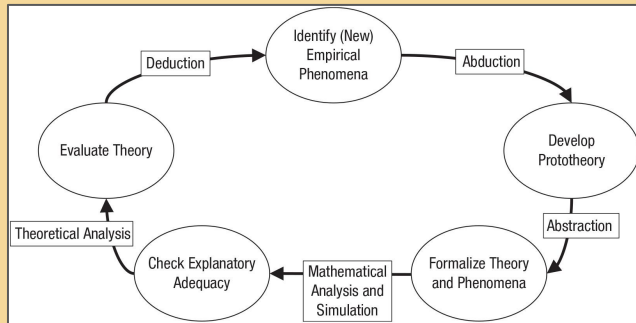 Identify (New)
Empirical
Phenomena
Deduction
Abduction
Evaluate Theory
Develop
Prototheory
Theoretical Analysis
Abstraction
Check Explanatory
Adequacy
Mathematical
Analysis and
Simulation
Formalize Theory
and Phenomena